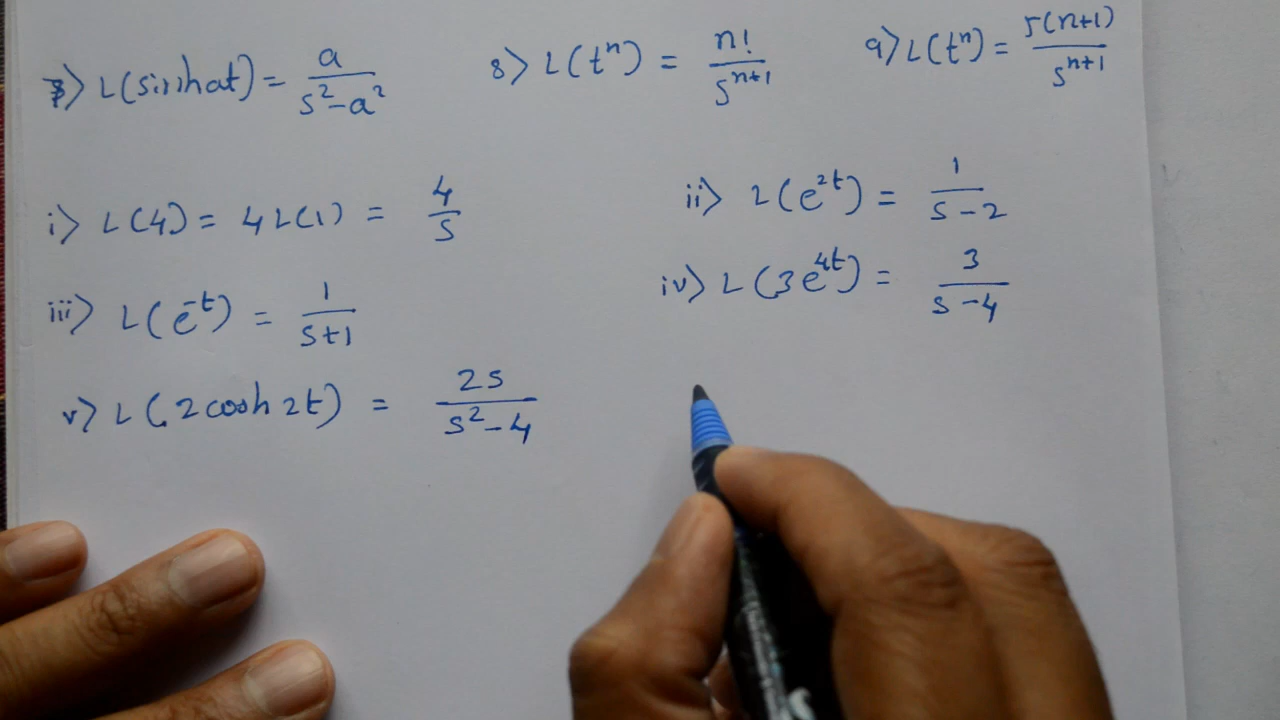 7> L(sinhat) = a/(s²-a²) 8> L(tⁿ) = n!/sⁿ⁺¹ 9> L(tⁿ) = Γ(n+1)/sⁿ⁺¹
i> L(4) = 4L(1) = 4/s ii> L(e²ᵗ) = 1/(s-2)
iii> L(e⁻ᵗ) = 1/(s+1) iv> L(3e⁴ᵗ) = 3/(s-4)
v> L(2cosh2t) = 2s/(s²-4)